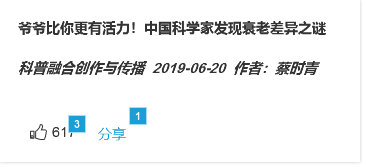 爷爷比你更有活力！中国科学家发现衰老差异之谜
科普融合创作与传播 2019-06-20 作者：蔡时青
617 3 分享 1